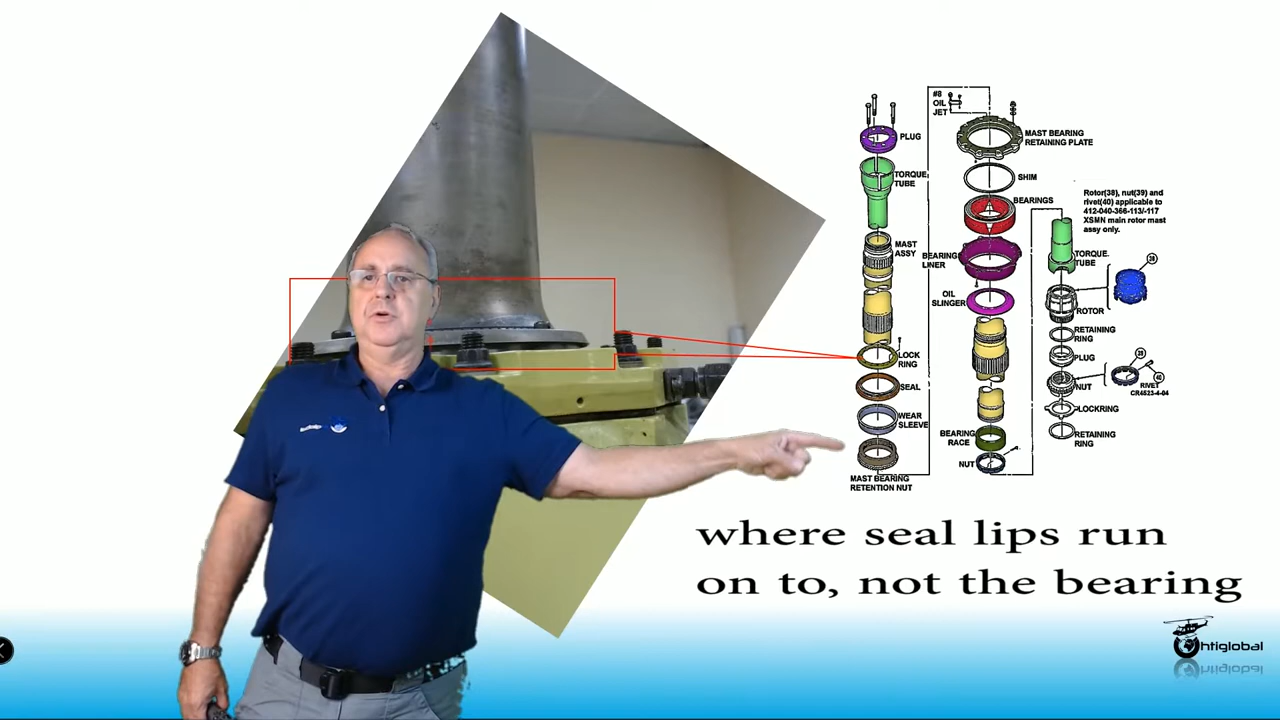 #8
OIL
JET
PLUG
MAST BEARING
RETAINING PLATE
TORQUE
TUBE
SHIM
Rotor(38), nut(39) and
rivet(40) applicable to
412-040-366-113/-117
XSMN main rotor mast
assy only.
BEARINGS
MAST
ASSY
BEARING
LINER
TORQUE
TUBE
38
OIL
SLINGER
ROTOR
RETAINING
RING
LOCK
RING
PLUG
39
SEAL
NUT
40
RIVET
CR4523-4-04
LOCKRING
WEAR
SLEEVE
BEARING
RACE
RETAINING
RING
NUT
MAST BEARING
RETENTION NUT
where seal lips run
on to, not the bearing
htiglobal